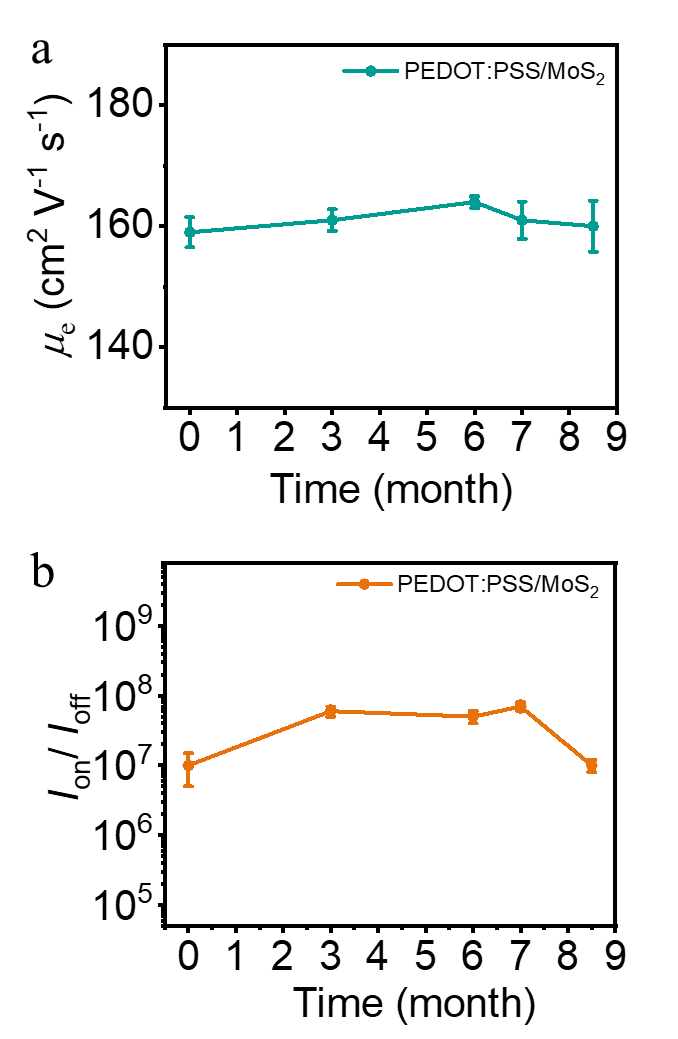 a
PEDOT:PSS/MoS₂
μₑ (cm² V⁻¹ s⁻¹)
180
160
140
0 1 2 3 4 5 6 7 8 9
Time (month)
b
PEDOT:PSS/MoS₂
I_on/ I_off
10⁹
10⁸
10⁷
10⁶
10⁵
0 1 2 3 4 5 6 7 8 9
Time (month)